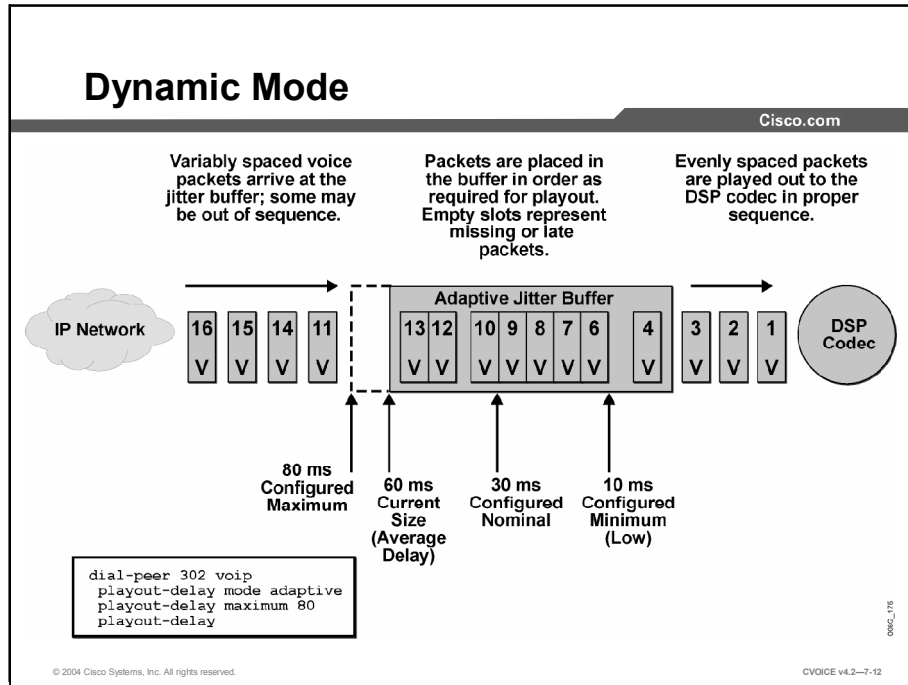 Dynamic Mode
Cisco.com
Variably spaced voice
packets arrive at the
jitter buffer; some may
be out of sequence.
Packets are placed in
the buffer in order as
required for playout.
Empty slots represent
missing or late
packets.
Evenly spaced packets
are played out to the
DSP codec in proper
sequence.
IP Network
16 V
15 V
14 V
11 V
Adaptive Jitter Buffer
13 V
12 V
10 V
9 V
8 V
7 V
6 V
4 V
3 V
2 V
1 V
DSP
Codec
80 ms
Configured
Maximum
60 ms
Current
Size
(Average
Delay)
30 ms
Configured
Nominal
10 ms
Configured
Minimum
(Low)
dial-peer 302 voip
playout-delay mode adaptive
playout-delay maximum 80
playout-delay
© 2004 Cisco Systems, Inc. All rights reserved.
CVOICE v4.2—7-12